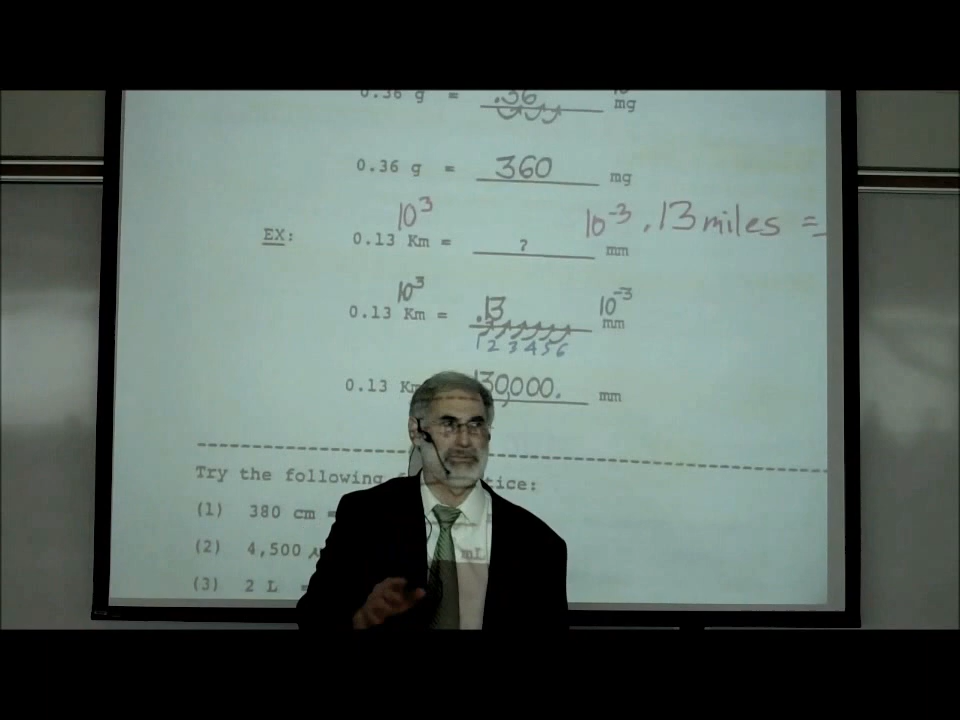 0.36 g = .36 mg
0.36 g = 360 mg
10³ 10⁻³ .13 miles =
EX: 0.13 Km = ? mm
10³ .13 10⁻³
0.13 Km = mm
1 2 3 4 5 6
0.13 130,000. mm
Try the following
(1) 380 cm =
(2) 4,500 mL
(3) 2 L =